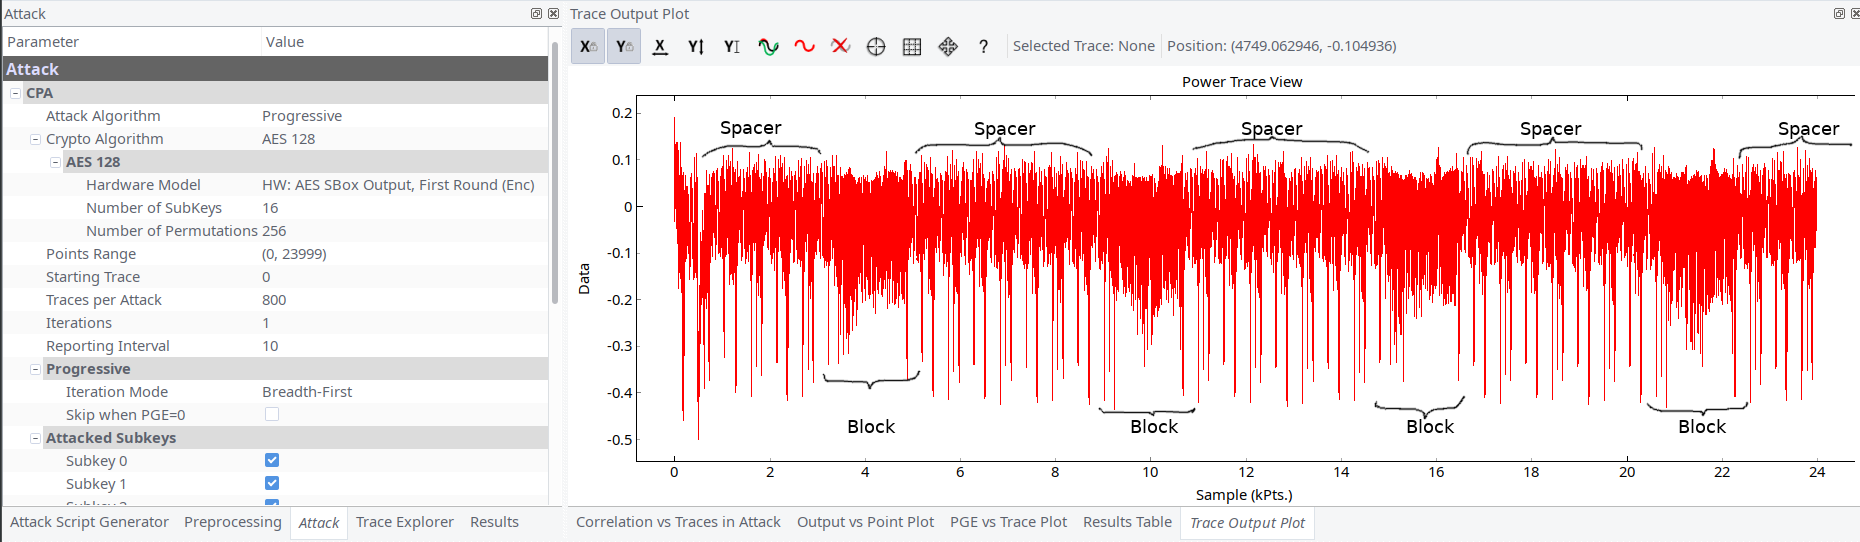 Attack
Parameter Value
Attack
CPA
Attack Algorithm Progressive
Crypto Algorithm AES 128
AES 128
Hardware Model HW: AES SBox Output, First Round (Enc)
Number of SubKeys 16
Number of Permutations 256
Points Range (0, 23999)
Starting Trace 0
Traces per Attack 800
Iterations 1
Reporting Interval 10
Progressive
Iteration Mode Breadth-First
Skip when PGE=0
Attacked Subkeys
Subkey 0
Subkey 1
Attack Script Generator Preprocessing Attack Trace Explorer Results
Trace Output Plot
X Y X Y Y ? Selected Trace: None Position: (4749.062946, -0.104936)
Power Trace View
Spacer Spacer Spacer Spacer Spacer
0.2
0.1
0
-0.1
-0.2
-0.3
-0.4
-0.5
Data
Block Block Block Block
0 2 4 6 8 10 12 14 16 18 20 22 24
Sample (kPts.)
Correlation vs Traces in Attack Output vs Point Plot PGE vs Trace Plot Results Table Trace Output Plot